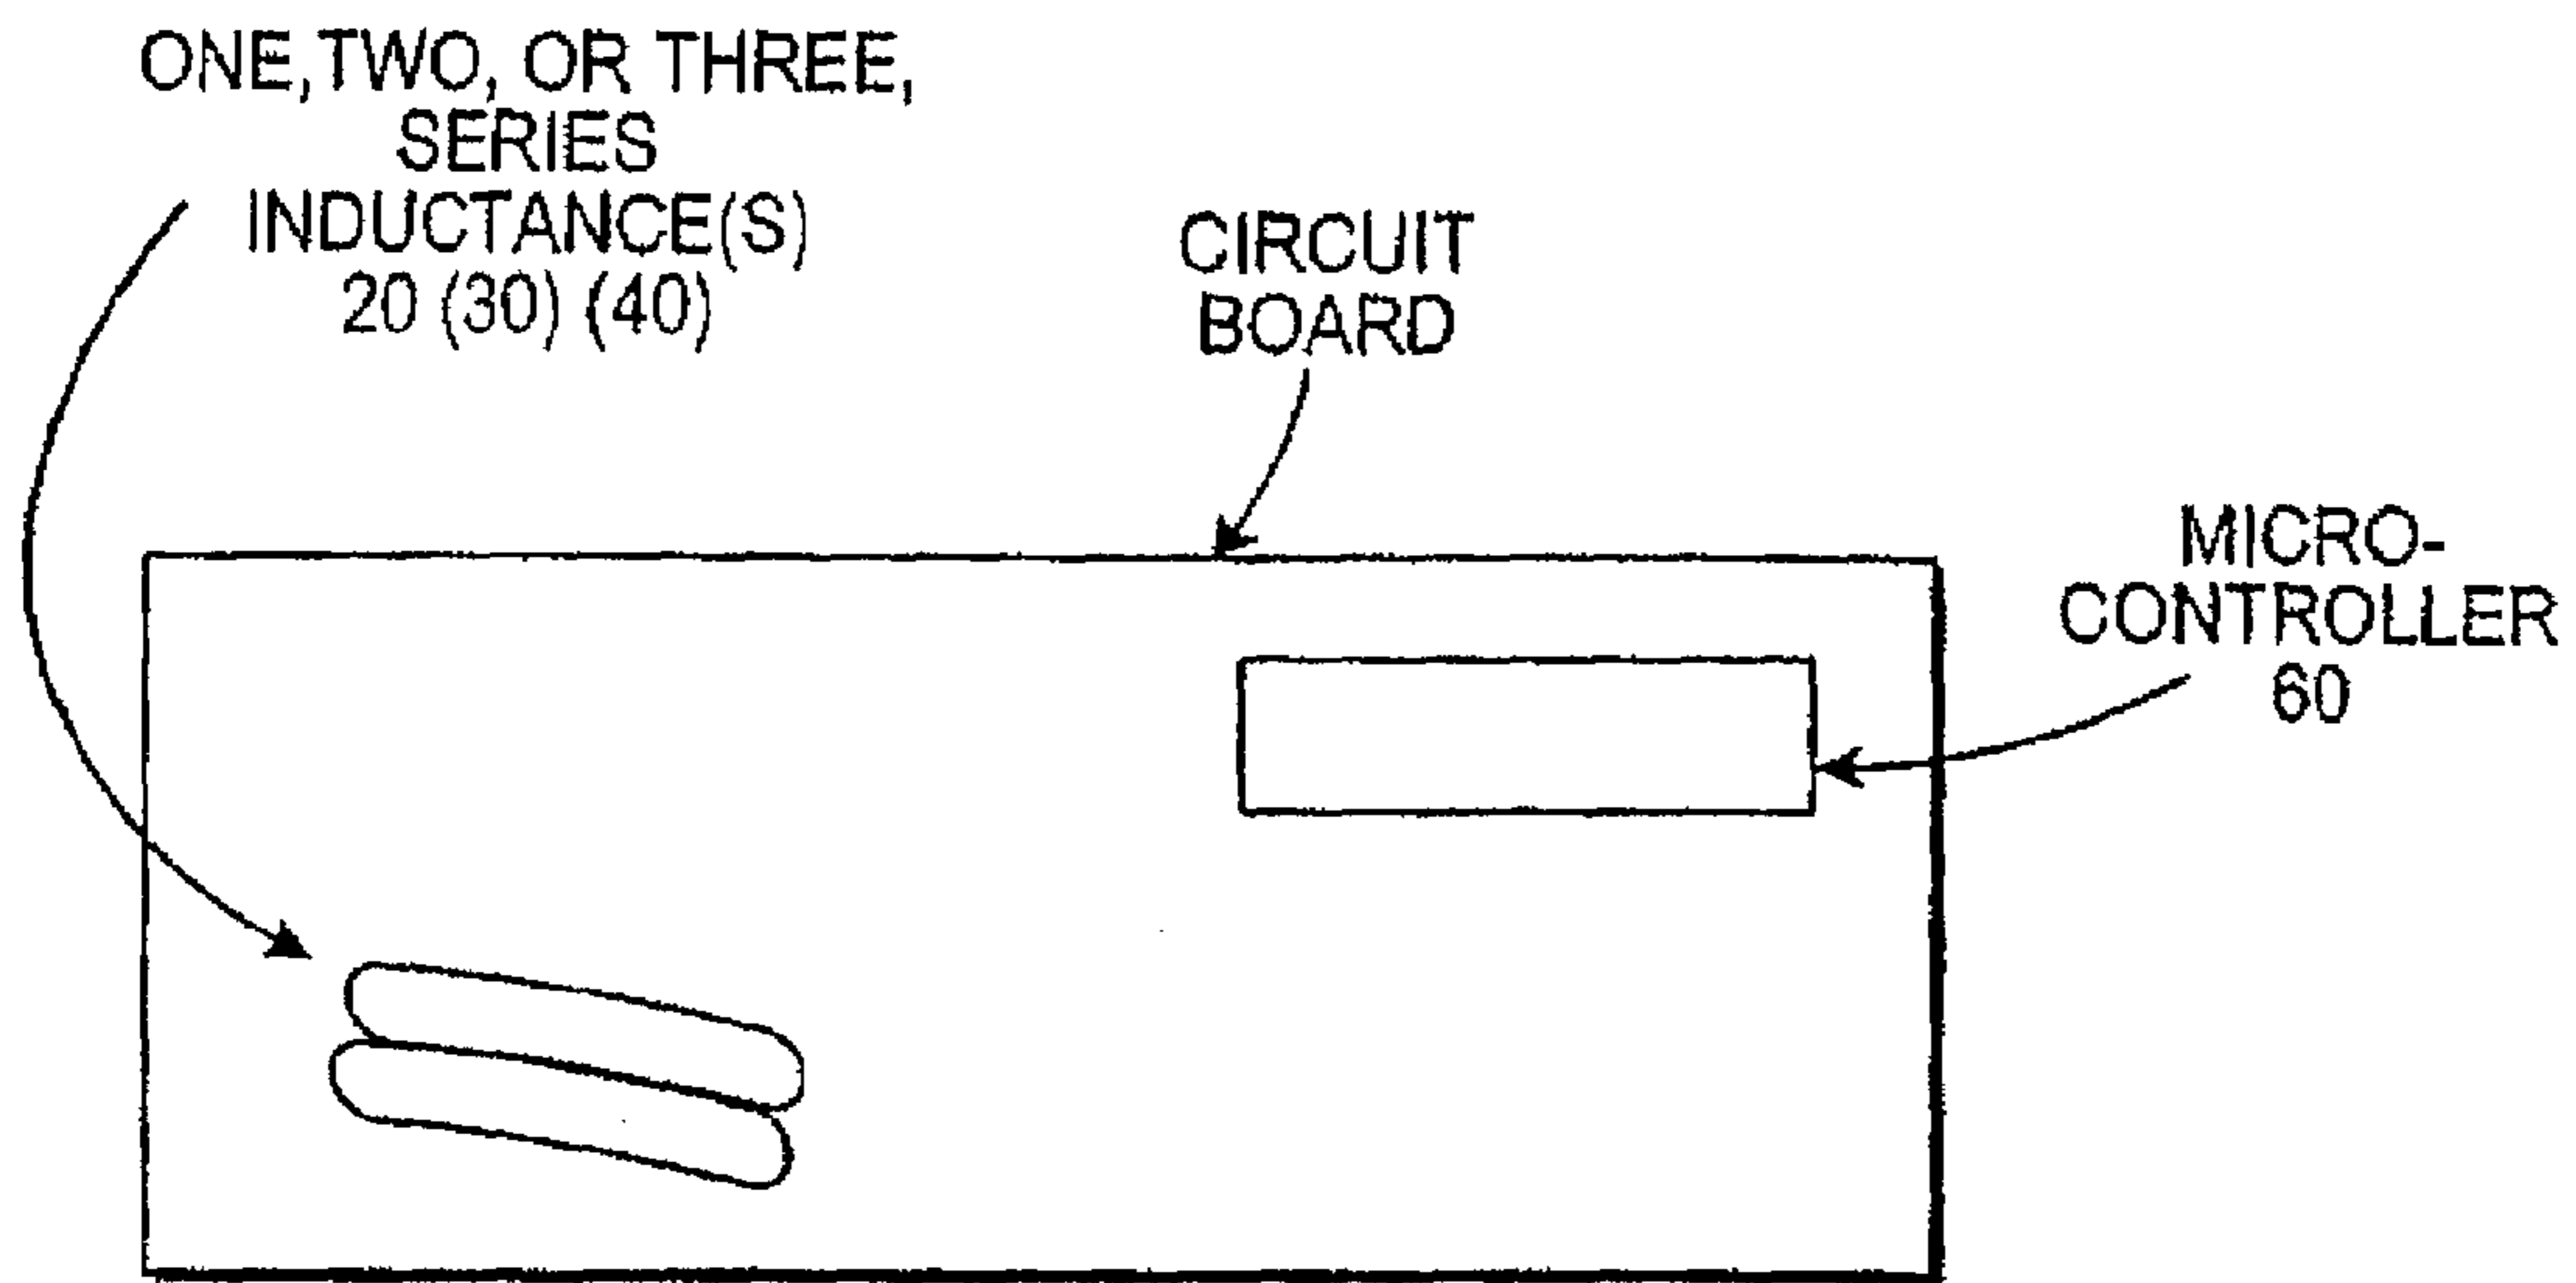 ONE,TWO, OR THREE,
SERIES
INDUCTANCE(S)
20 (30) (40)
CIRCUIT
BOARD
MICRO-
CONTROLLER
60